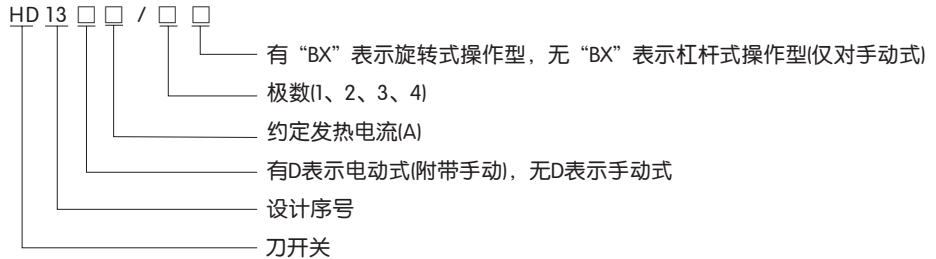 HD 13 □ □ / □ □
有“BX”表示旋转式操作型，无“BX”表示杠杆式操作型(仅对手动式)
极数(1、2、3、4)
约定发热电流(A)
有D表示电动式(附带手动)，无D表示手动式
设计序号
刀开关